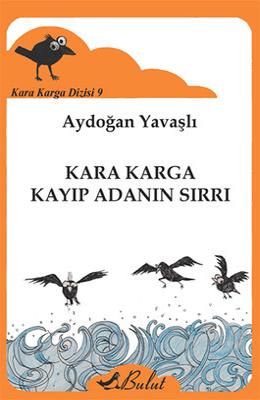 Kara Karga Dizisi 9
Aydoğan Yavaşlı
KARA KARGA
KAYIP ADANIN SIRRI
Bulut